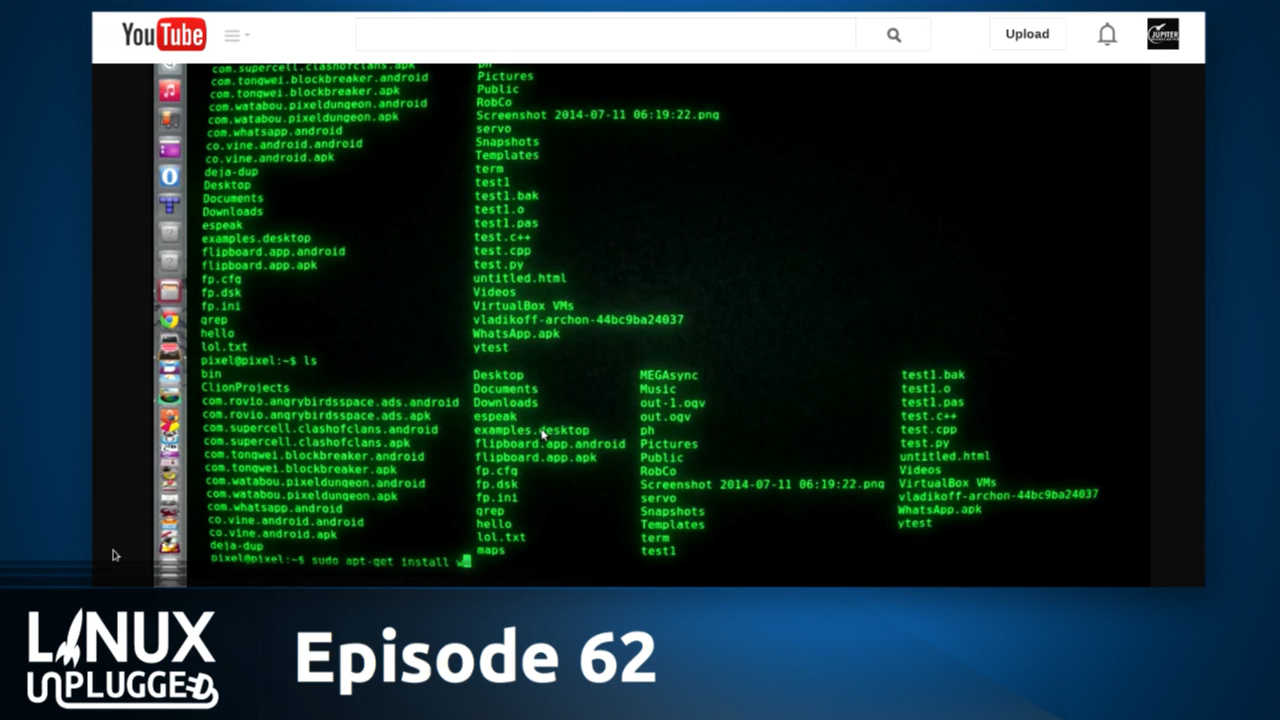 YouTube
Upload
JUPITER
com.supercell.clashofclans.apk ph
com.tongwei.blockbreaker.android Pictures
com.tongwei.blockbreaker.apk Public
com.watabou.pixeldungeon.android RobCo
com.watabou.pixeldungeon.apk Screenshot 2014-07-11 06:19:22.png
com.whatsapp.android servo
co.vine.android.android Snapshots
co.vine.android.apk Templates
deja-dup term
Desktop test1
Documents test1.bak
Downloads test1.o
espeak test1.pas
examples.desktop test.c++
flipboard.app.android test.cpp
flipboard.app.apk test.py
fp.cfg untitled.html
fp.dsk Videos
fp.ini VirtualBox VMs
grep vladikoff-archon-44bc9ba24037
hello WhatsApp.apk
lol.txt ytest
pixel@pixel:~$ ls
bin Desktop MEGAsync test1.bak
ClionProjects Documents Music test1.o
com.rovio.angrybirdsspace.ads.android Downloads out-1.ogv test1.pas
com.rovio.angrybirdsspace.ads.apk espeak out.ogv test.c++
com.supercell.clashofclans.android examples.desktop ph test.cpp
com.supercell.clashofclans.apk flipboard.app.android Pictures test.py
com.tongwei.blockbreaker.android flipboard.app.apk Public untitled.html
com.tongwei.blockbreaker.apk fp.cfg RobCo Videos
com.watabou.pixeldungeon.android fp.dsk Screenshot 2014-07-11 06:19:22.png VirtualBox VMs
com.watabou.pixeldungeon.apk fp.ini servo vladikoff-archon-44bc9ba24037
com.whatsapp.android grep Snapshots WhatsApp.apk
co.vine.android.android hello Templates ytest
co.vine.android.apk lol.txt term
deja-dup maps test1
pixel@pixel:~$ sudo apt-get install w
LINUX
UNPLUGGED
Episode 62